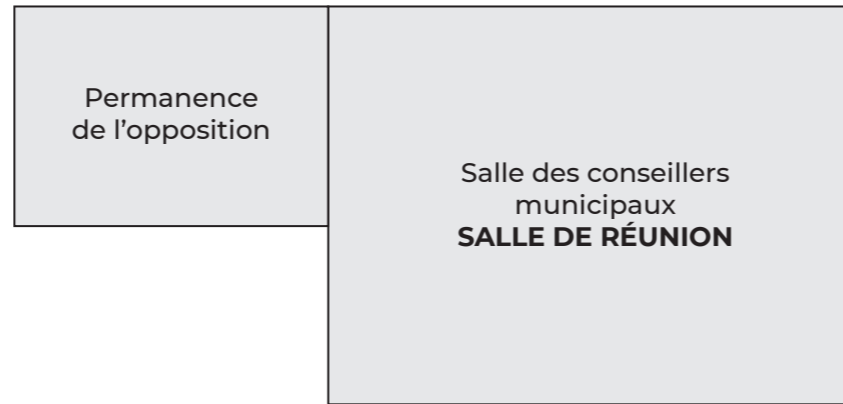 Permanence
de l’opposition
Salle des conseillers
municipaux
SALLE DE RÉUNION